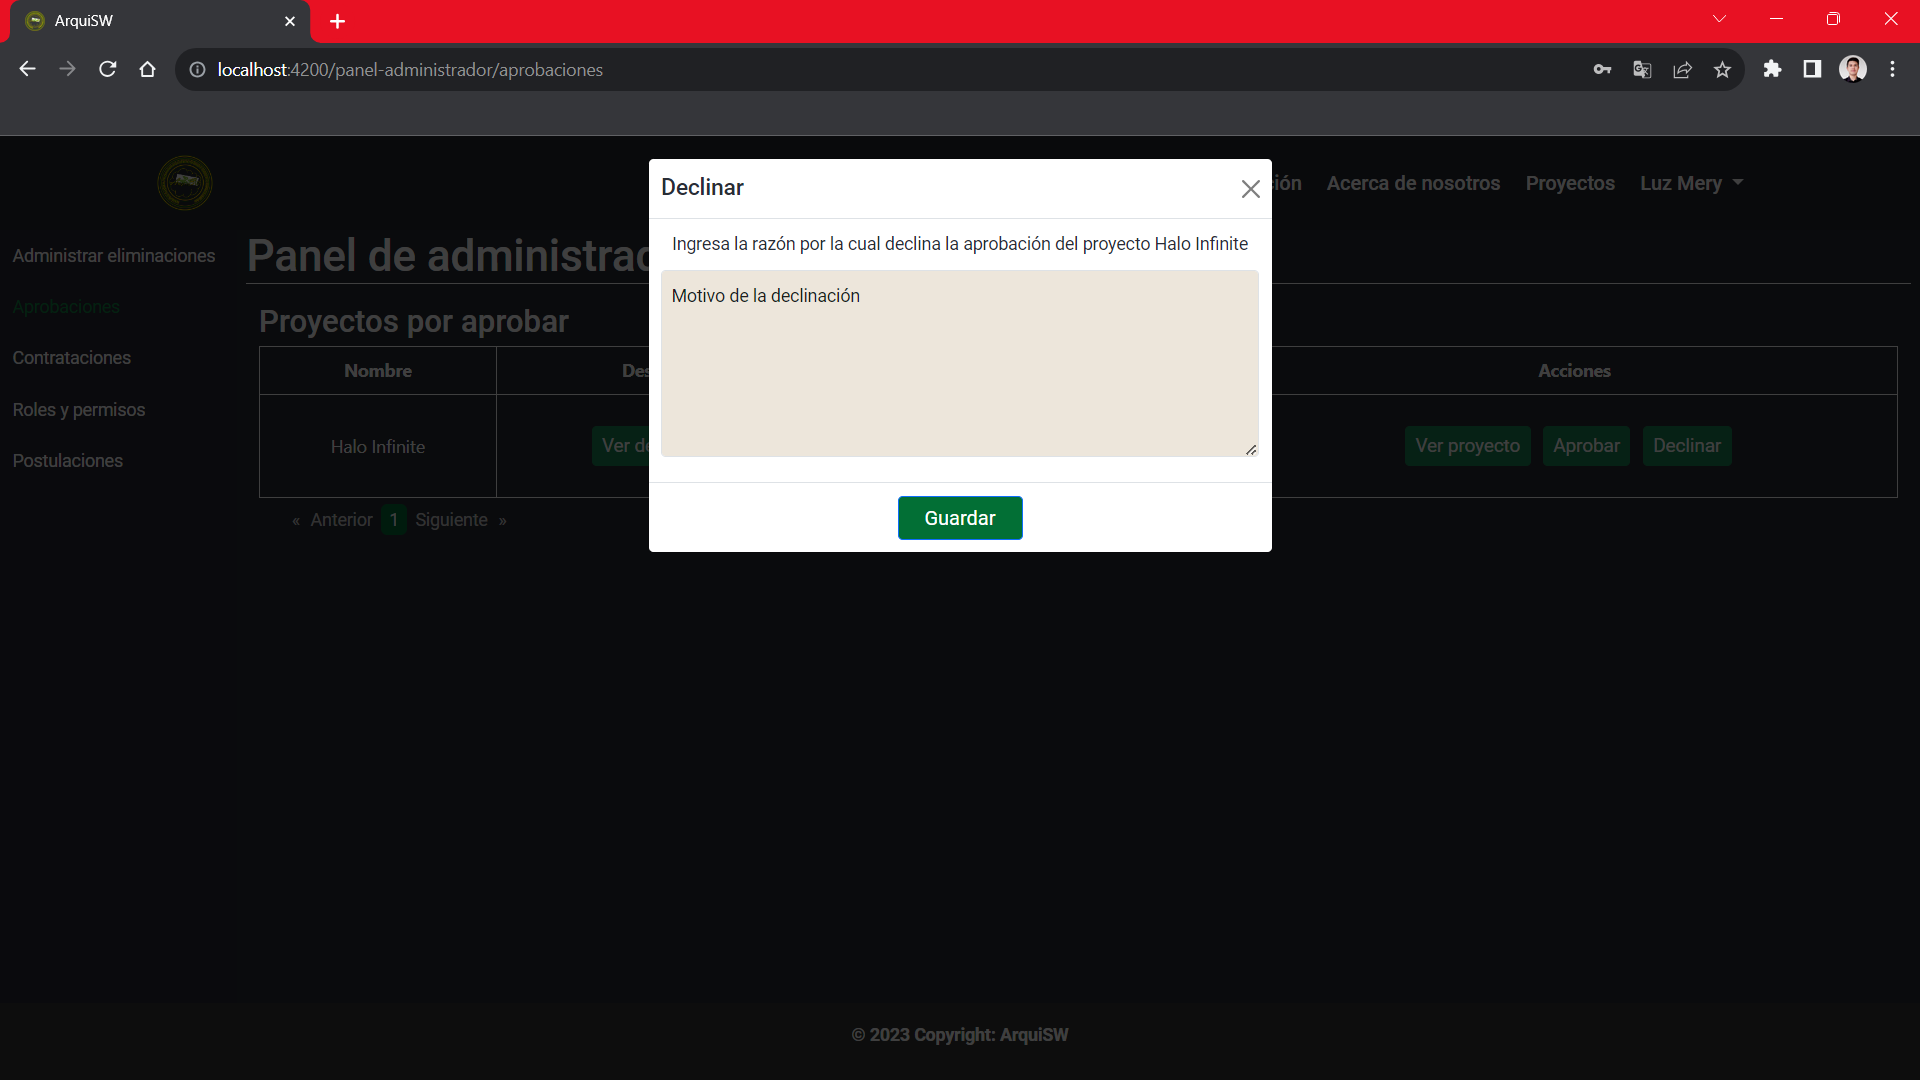 ArquiSW
localhost:4200/panel-administrador/aprobaciones
ión Acerca de nosotros Proyectos Luz Mery
Declinar
Ingresa la razón por la cual declina la aprobación del proyecto Halo Infinite
Motivo de la declinación
Guardar
Administrar eliminaciones
Aprobaciones
Contrataciones
Roles y permisos
Postulaciones
Panel de administrad
Proyectos por aprobar
Nombre Des Acciones
Halo Infinite Ver de Ver proyecto Aprobar Declinar
« Anterior 1 Siguiente »
© 2023 Copyright: ArquiSW